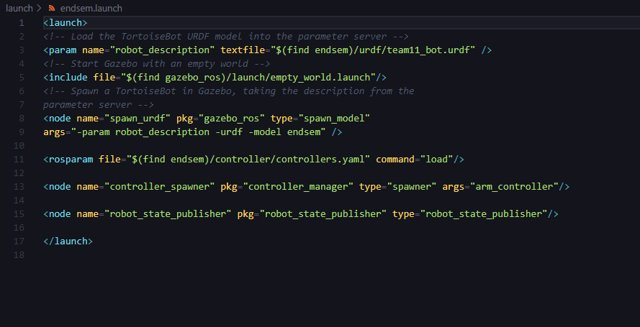 launch > endsem.launch
1 <launch>
2 <!-- Load the TortoiseBot URDF model into the parameter server -->
3 <param name="robot_description" textfile="$(find endsem)/urdf/team11_bot.urdf" />
4 <!-- Start Gazebo with an empty world -->
5 <include file="$(find gazebo_ros)/launch/empty_world.launch"/>
6 <!-- Spawn a TortoiseBot in Gazebo, taking the description from the
7 parameter server -->
8 <node name="spawn_urdf" pkg="gazebo_ros" type="spawn_model"
9 args="-param robot_description -urdf -model endsem" />
10
11 <rosparam file="$(find endsem)/controller/controllers.yaml" command="load"/>
12
13 <node name="controller_spawner" pkg="controller_manager" type="spawner" args="arm_controller"/>
14
15 <node name="robot_state_publisher" pkg="robot_state_publisher" type="robot_state_publisher"/>
16
17 </launch>
18